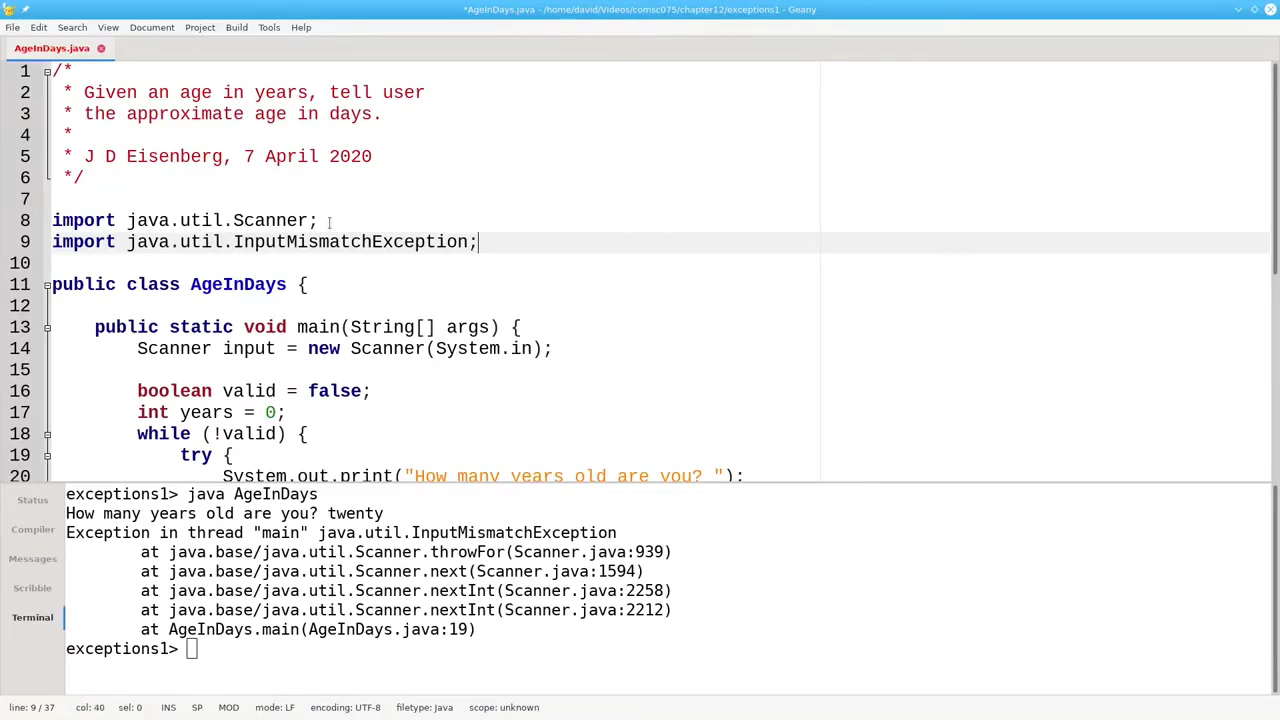 *AgeInDays.java - /home/david/Videos/comsc075/chapter12/exceptions1 - Geany
File Edit Search View Document Project Build Tools Help
AgeInDays.java
1 /*
2  * Given an age in years, tell user
3  * the approximate age in days.
4  *
5  * J D Eisenberg, 7 April 2020
6  */
7
8 import java.util.Scanner;
9 import java.util.InputMismatchException;
10
11 public class AgeInDays {
12
13     public static void main(String[] args) {
14         Scanner input = new Scanner(System.in);
15
16         boolean valid = false;
17         int years = 0;
18         while (!valid) {
19             try {
20                 System.out.print("How many years old are you? ");
Status
Compiler
Messages
Scribble
Terminal
exceptions1> java AgeInDays
How many years old are you? twenty
Exception in thread "main" java.util.InputMismatchException
        at java.base/java.util.Scanner.throwFor(Scanner.java:939)
        at java.base/java.util.Scanner.next(Scanner.java:1594)
        at java.base/java.util.Scanner.nextInt(Scanner.java:2258)
        at java.base/java.util.Scanner.nextInt(Scanner.java:2212)
        at AgeInDays.main(AgeInDays.java:19)
exceptions1>
line: 9 / 37 col: 40 sel: 0 INS SP MOD mode: LF encoding: UTF-8 filetype: Java scope: unknown